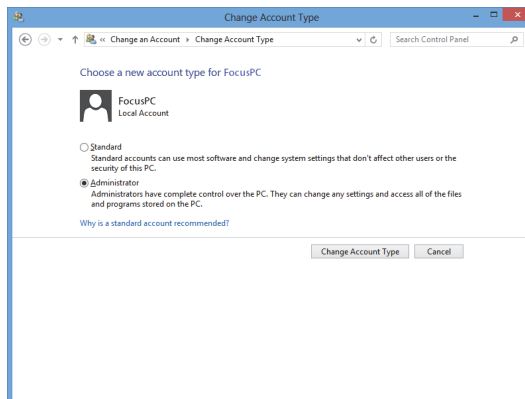 Change Account Type
« Change an Account ▸ Change Account Type
Search Control Panel
Choose a new account type for FocusPC
FocusPC
Local Account
Standard
Standard accounts can use most software and change system settings that don't affect other users or the
security of this PC.
Administrator
Administrators have complete control over the PC. They can change any settings and access all of the files
and programs stored on the PC.
Why is a standard account recommended?
Change Account Type Cancel